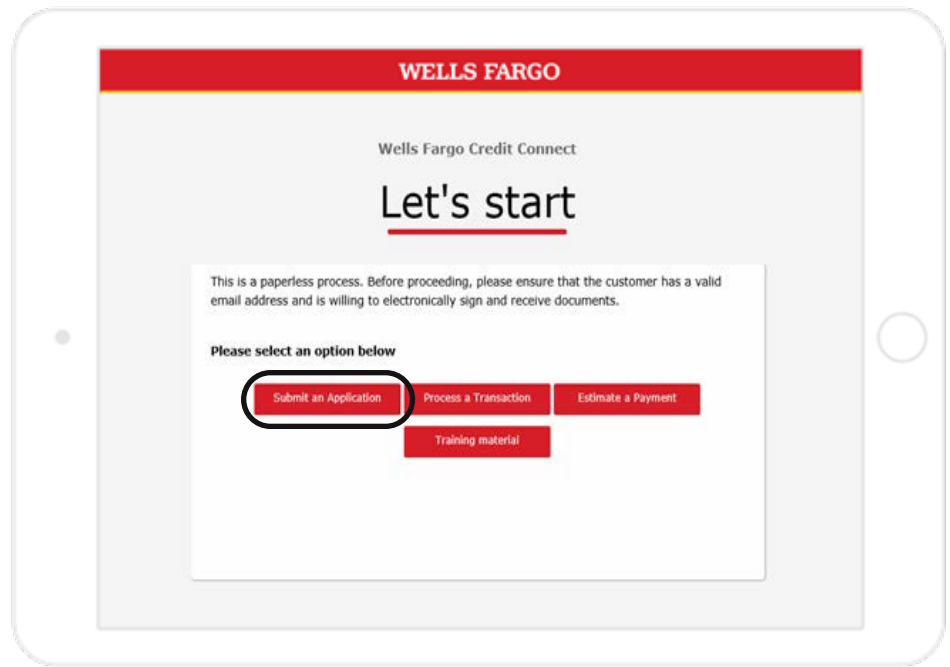 WELLS FARGO
Wells Fargo Credit Connect
Let's start
This is a paperless process. Before proceeding, please ensure that the customer has a valid
email address and is willing to electronically sign and receive documents.
Please select an option below
Submit an Application
Process a Transaction
Estimate a Payment
Training material